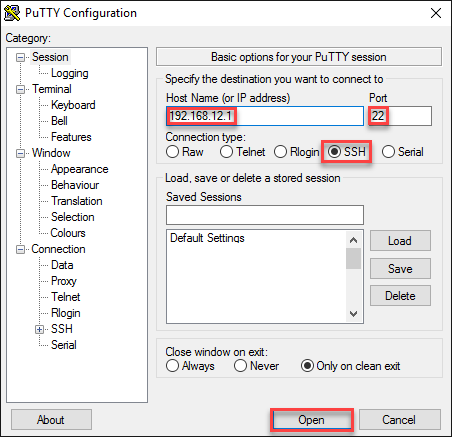 PuTTY Configuration
Category:
Session
Logging
Terminal
Keyboard
Bell
Features
Window
Appearance
Behaviour
Translation
Selection
Colours
Connection
Data
Proxy
Telnet
Rlogin
SSH
Serial
Basic options for your PuTTY session
Specify the destination you want to connect to
Host Name (or IP address) Port
192.168.12.1 22
Connection type:
Raw Telnet Rlogin SSH Serial
Load, save or delete a stored session
Saved Sessions
Default Settings
Load
Save
Delete
Close window on exit:
Always Never Only on clean exit
About Open Cancel